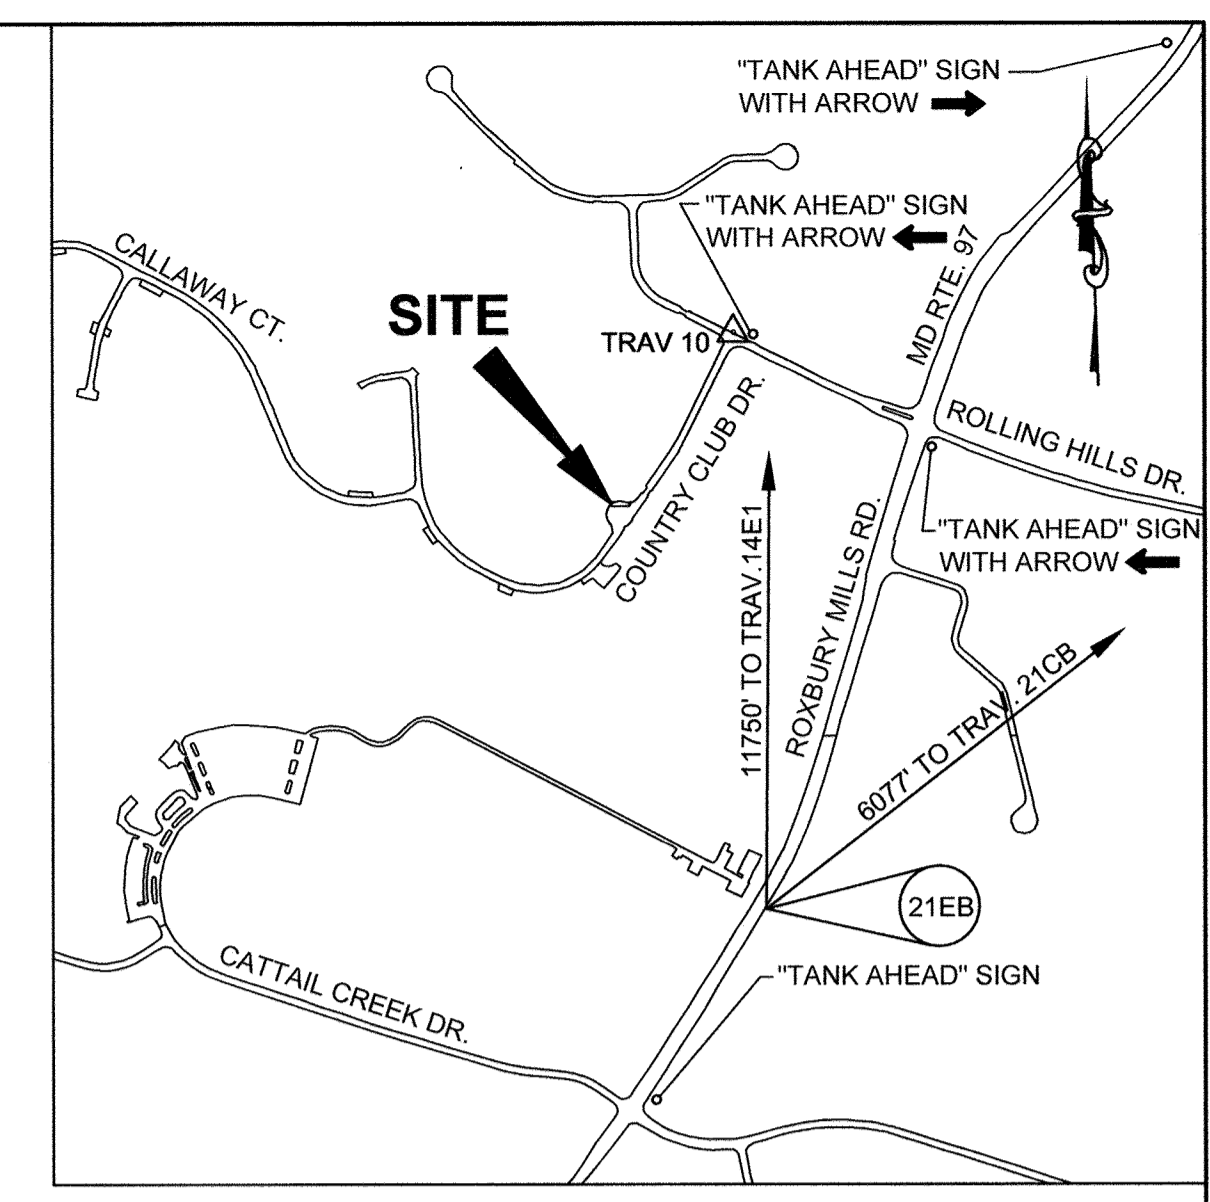 "TANK AHEAD" SIGN
WITH ARROW
"TANK AHEAD" SIGN
WITH ARROW
CALLAWAY CT.
MD RTE. 97
SITE
TRAV 10
COUNTRY CLUB DR.
ROLLING HILLS DR.
"TANK AHEAD" SIGN
WITH ARROW
ROXBURY MILLS RD.
11750' TO TRAV.14E1
6077' TO TRAV. 21CB
21EB
"TANK AHEAD" SIGN
CATTAIL CREEK DR.